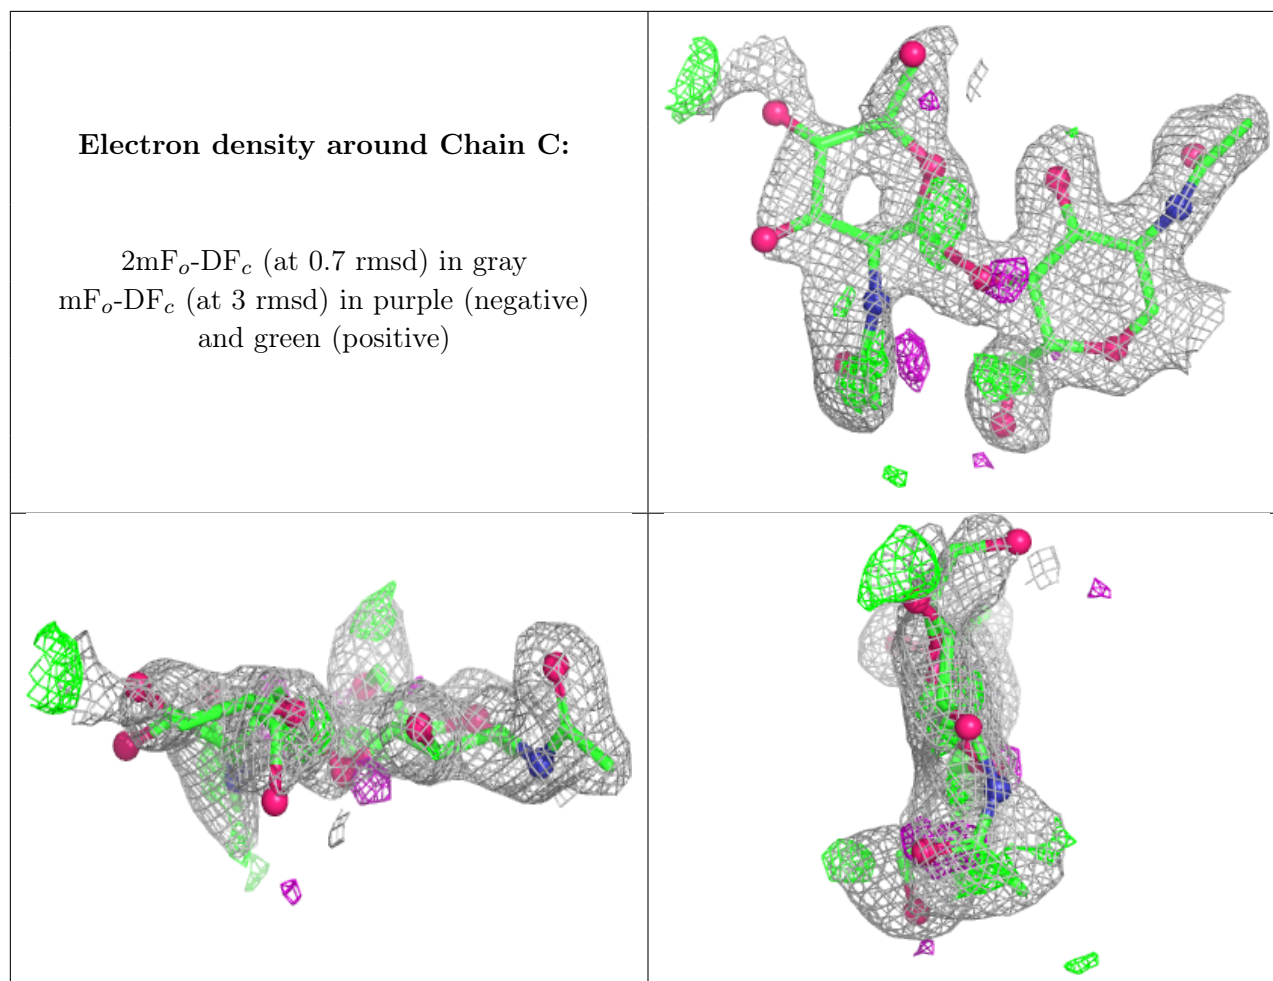 Electron density around Chain C:
2mFo-DFc (at 0.7 rmsd) in gray
mFo-DFc (at 3 rmsd) in purple (negative)
and green (positive)